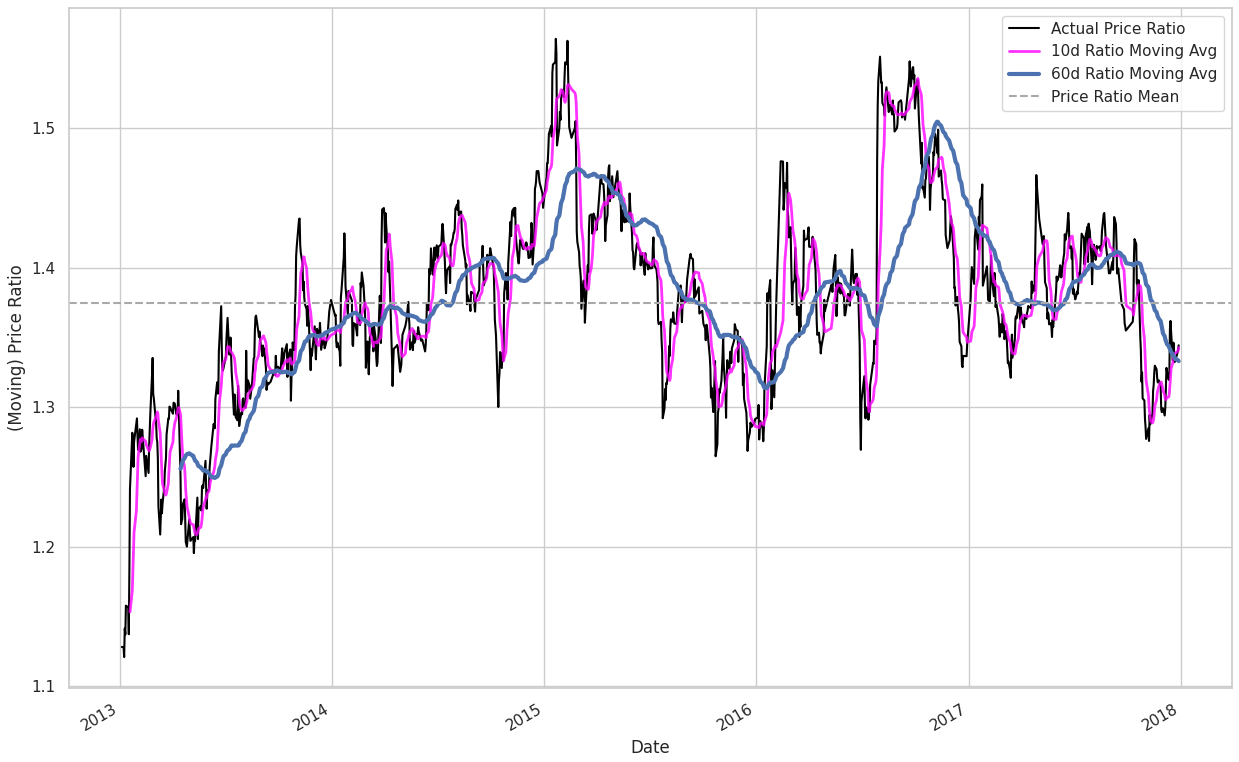 Actual Price Ratio
10d Ratio Moving Avg
60d Ratio Moving Avg
Price Ratio Mean
(Moving) Price Ratio
1.5
1.4
1.3
1.2
1.1
2013
2014
2015
2016
2017
2018
Date